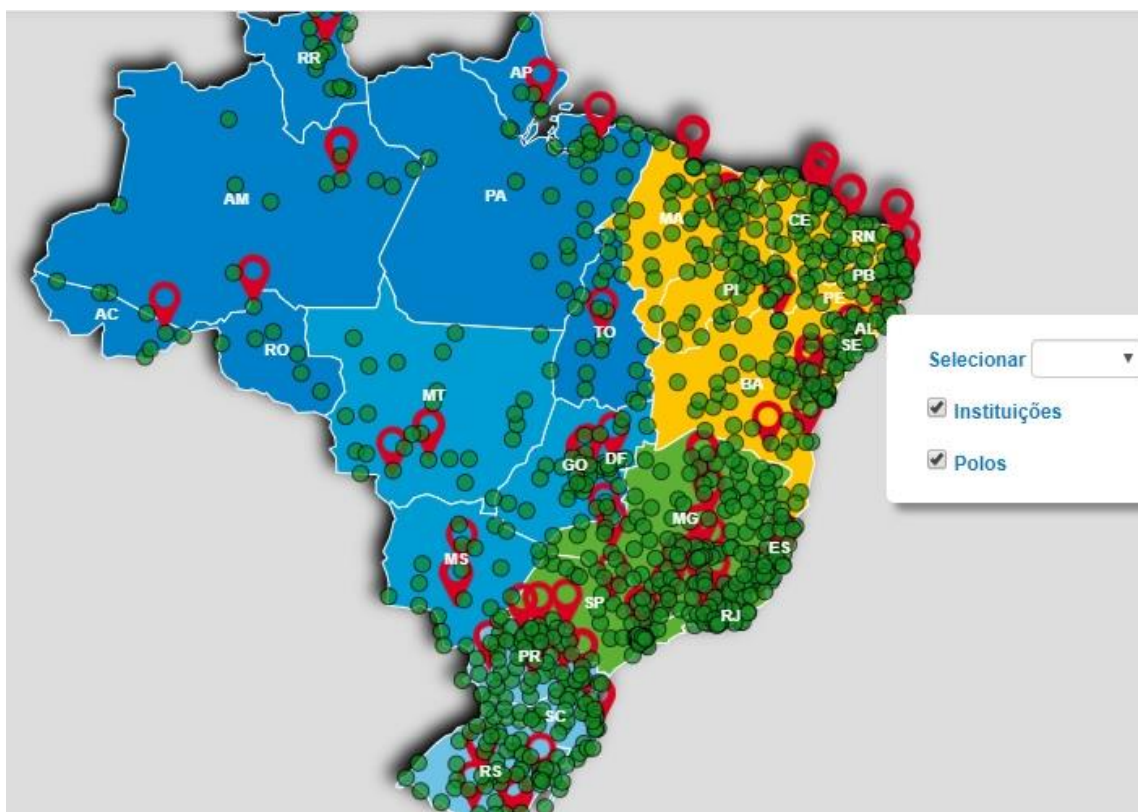 RR
AP
AM
PA
MA
CE
RN
PB
PI
PE
AC
TO
AL
RO
SE
BA
MT
GO
DF
MG
ES
MS
SP
RJ
PR
SC
RS
Selecionar
Instituições
Polos